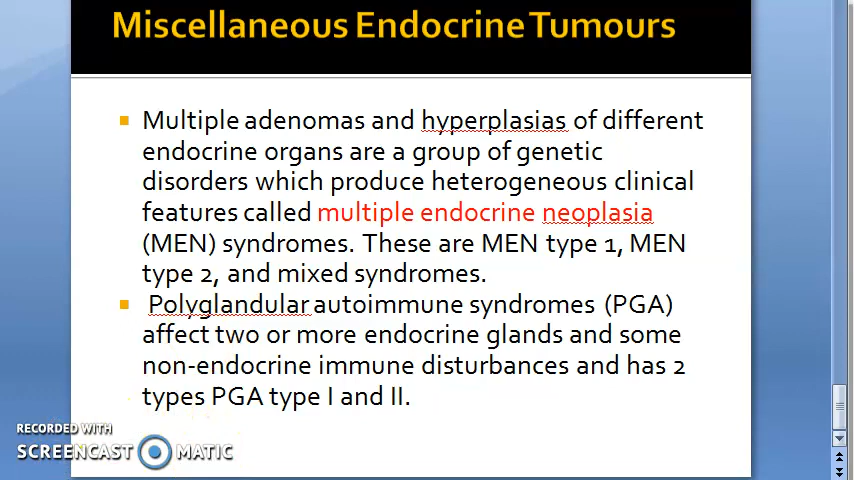 Miscellaneous Endocrine Tumours
Multiple adenomas and hyperplasias of different
endocrine organs are a group of genetic
disorders which produce heterogeneous clinical
features called multiple endocrine neoplasia
(MEN) syndromes. These are MEN type 1, MEN
type 2, and mixed syndromes.
Polyglandular autoimmune syndromes (PGA)
affect two or more endocrine glands and some
non-endocrine immune disturbances and has 2
types PGA type I and II.
RECORDED WITH
SCREENCAST MATIC